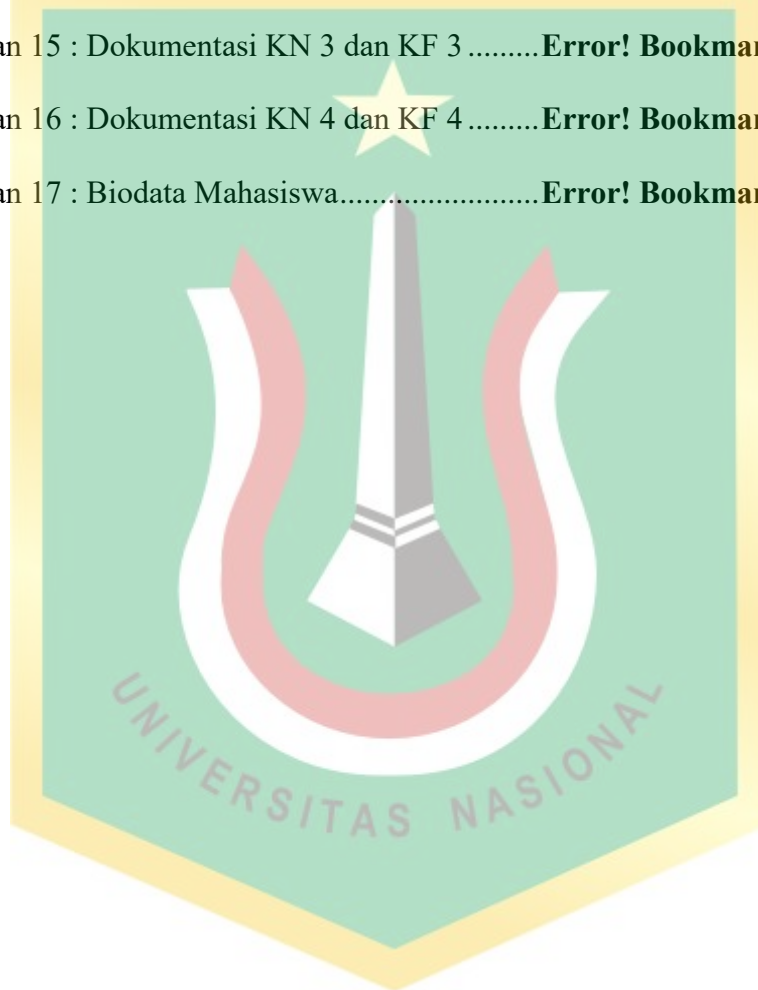 an 15 : Dokumentasi KN 3 dan KF 3.........Error! Bookmar
an 16 : Dokumentasi KN 4 dan KF 4.........Error! Bookmar
an 17 : Biodata Mahasiswa.......................Error! Bookmar
UNIVERSITAS NASIONAL